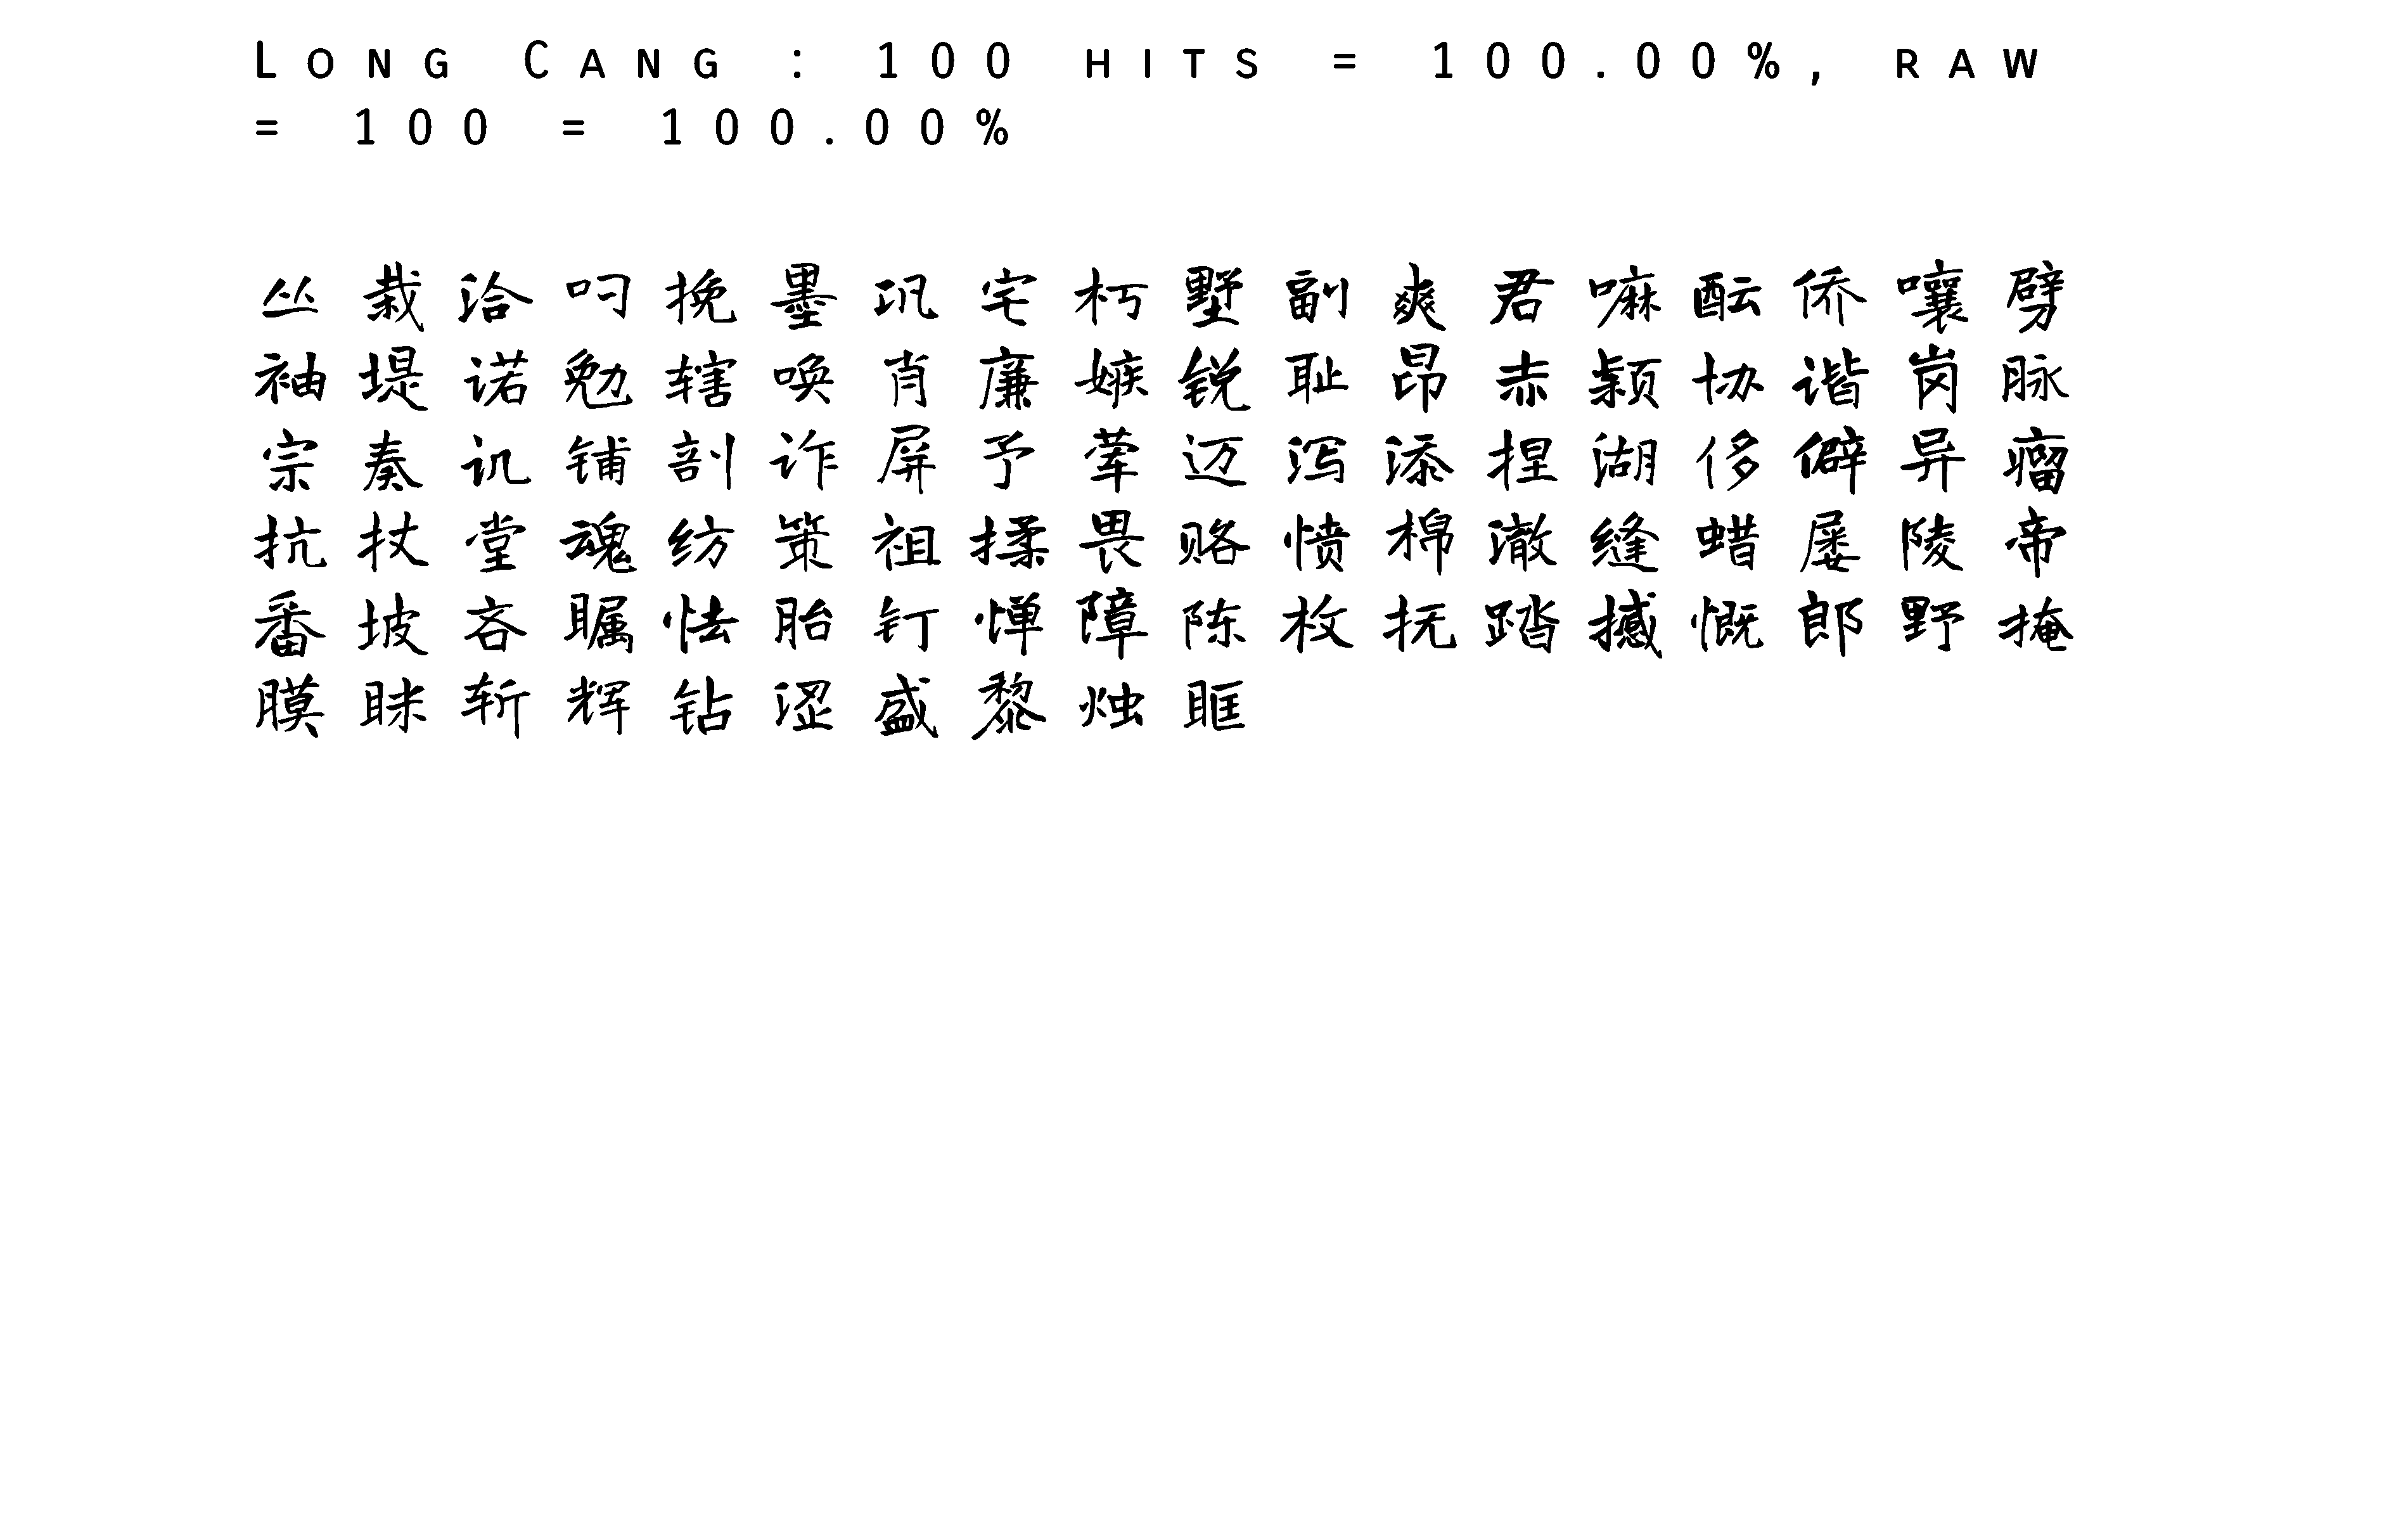 Long Cang : 100 hits = 100.00%, raw
= 100 = 100.00%
丛 栽 洽 叼 挽 墨 巩 宅 朽 墅 副 爽 君 嘛 酝 侨 嚷 劈
袖 堤 诺 勉 辖 唤 肖 廉 嫉 锐 耻 昂 赤 颖 协 谐 岗 脉
宗 奏 讥 铺 剖 诈 屏 予 荤 迈 泻 添 捏 湖 侈 僻 异 瘤
抗 杖 堂 魂 纺 策 祖 揉 畏 赂 愤 棉 澈 缝 蜡 屡 陵 帝
番 坡 吝 瞩 怯 胎 钉 惮 障 陈 枚 抚 踏 撼 慨 郎 野 掩
膜 眯 斩 辉 钻 涩 盛 黎 烛 眶